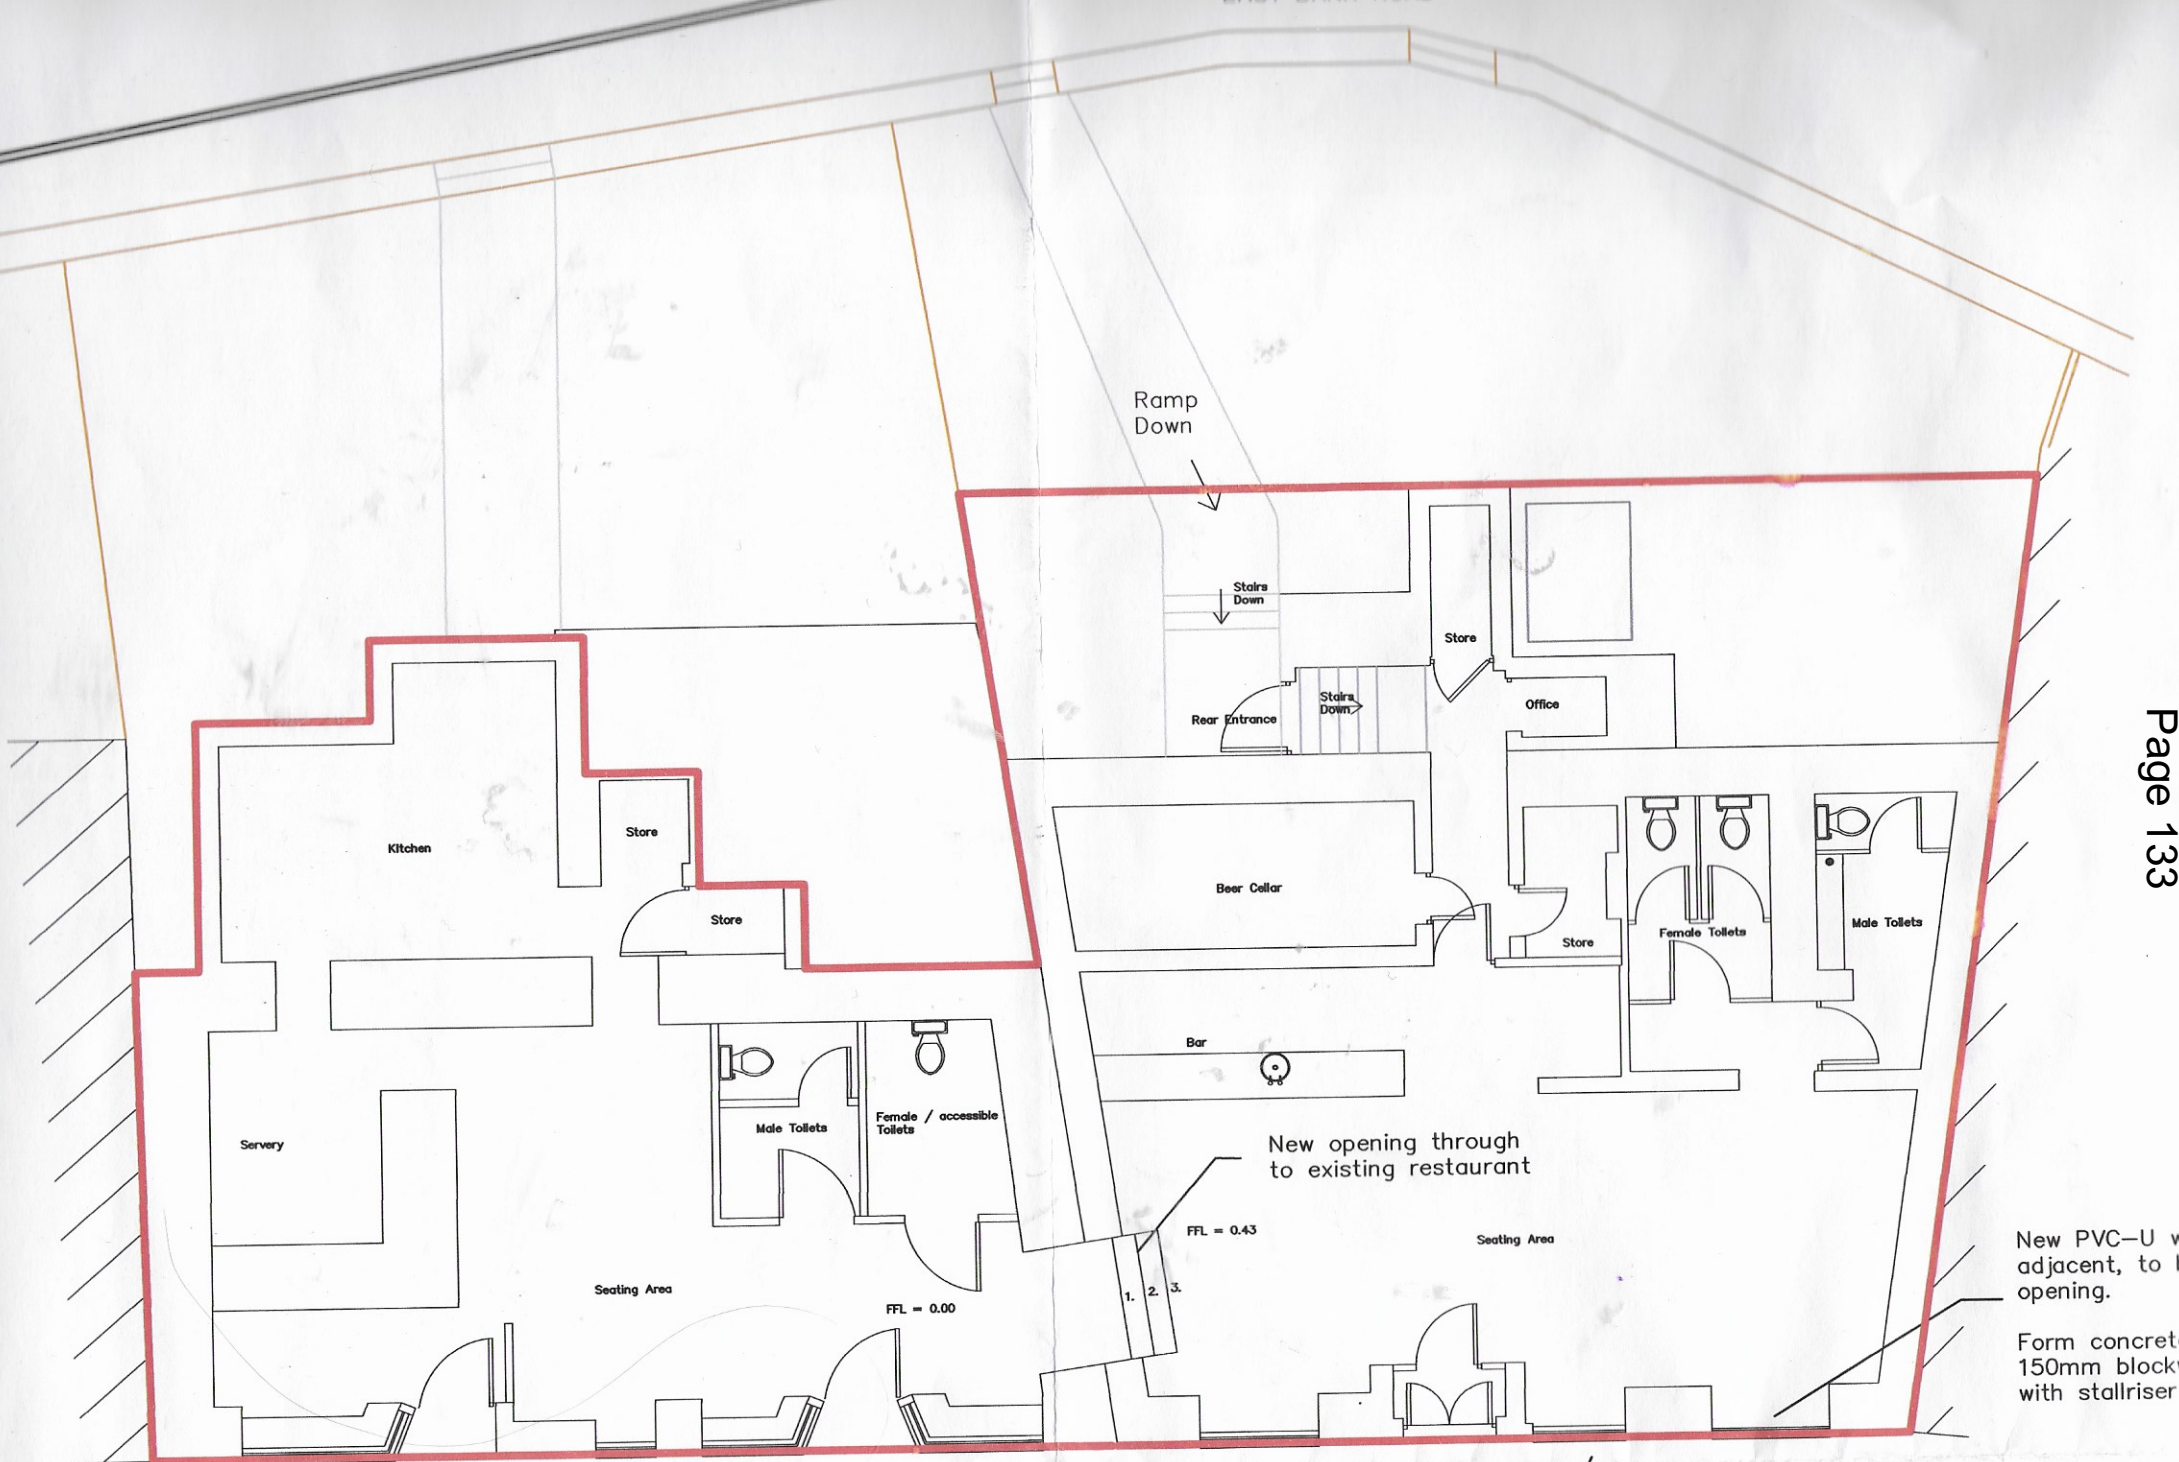 Ramp
Down
Stairs
Down
Store
Stairs
Down
Office
Rear Entrance
Kitchen
Store
Store
Beer Cellar
Store
Female Toilets
Male Toilets
Bar
Servery
Male Toilets
Female / accessible
Toilets
New opening through
to existing restaurant
FFL = 0.43
Seating Area
Seating Area
FFL = 0.00
1.
2.
3.
New PVC-U
adjacent, to
opening.
Form
150mm
with stallriser
Page 133